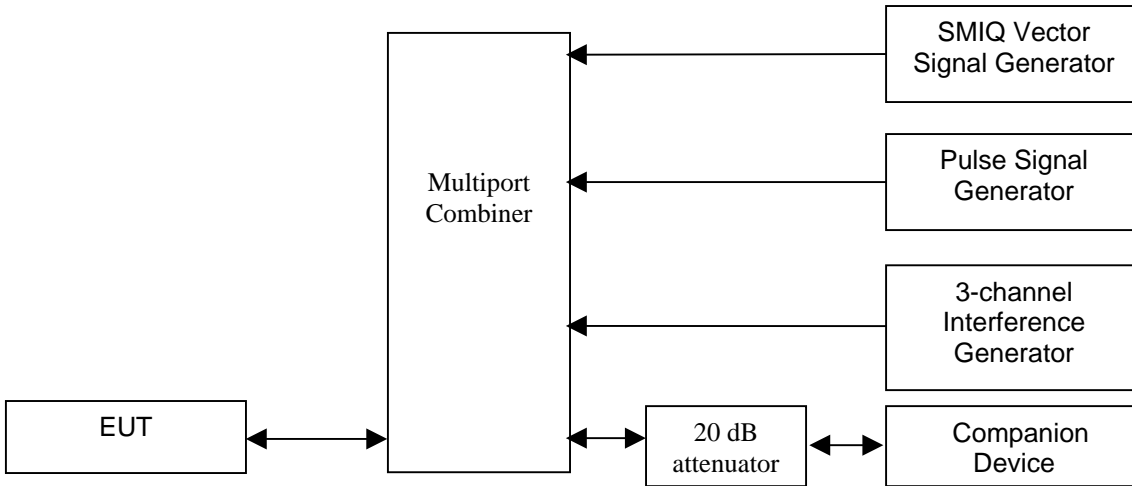 SMIQ Vector
Signal Generator
Pulse Signal
Generator
Multiport
Combiner
3-channel
Interference
Generator
EUT
20 dB
attenuator
Companion
Device